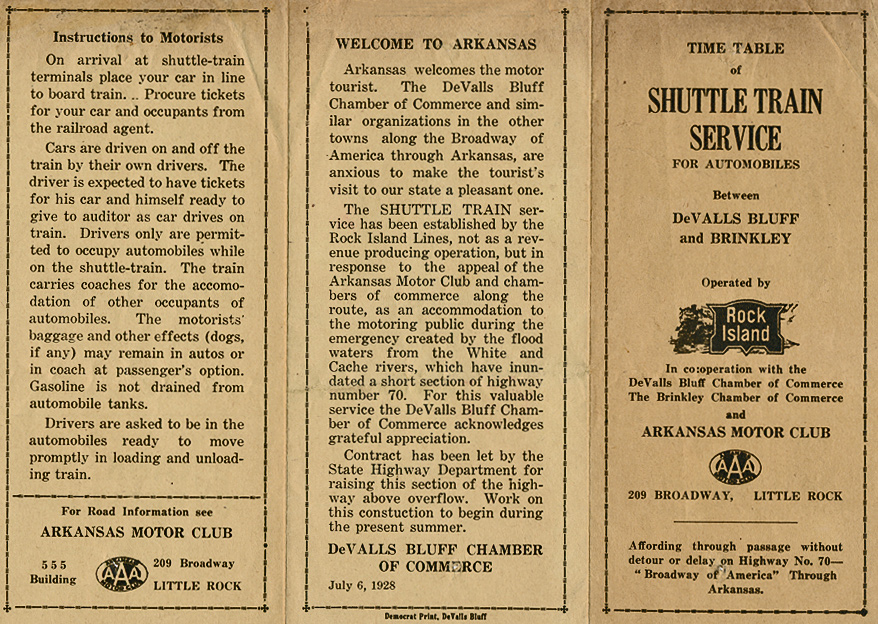 Instructions to Motorists
On arrival at shuttle-train
terminals place your car in line
to board train. .. Procure tickets
for your car and occupants from
the railroad agent.
Cars are driven on and off the
train by their own drivers. The
driver is expected to have tickets
for his car and himself ready to
give to auditor as car drives on
train. Drivers only are permit-
ted to occupy automobiles while
on the shuttle-train. The train
carries coaches for the accomo-
dation of other occupants of
automobiles. The motorists'
baggage and other effects (dogs,
if any) may remain in autos or
in coach at passenger's option.
Gasoline is not drained from
automobile tanks.
Drivers are asked to be in the
automobiles ready to move
promptly in loading and unload-
ing train.
For Road Information see
ARKANSAS MOTOR CLUB
555
Building
AAA
209 Broadway
LITTLE ROCK
WELCOME TO ARKANSAS
Arkansas welcomes the motor
tourist. The DeValls Bluff
Chamber of Commerce and sim-
ilar organizations in the other
towns along the Broadway of
America through Arkansas, are
anxious to make the tourist's
visit to our state a pleasant one.
The SHUTTLE TRAIN ser-
vice has been established by the
Rock Island Lines, not as a rev-
enue producing operation, but in
response to the appeal of the
Arkansas Motor Club and cham-
bers of commerce along the
route, as an accommodation to
the motoring public during the
emergency created by the flood
waters from the White and
Cache rivers, which have inun-
dated a short section of highway
number 70. For this valuable
service the DeValls Bluff Cham-
ber of Commerce acknowledges
grateful appreciation.
Contract has been let by the
State Highway Department for
raising this section of the high-
way above overflow. Work on
this constuction to begin during
the present summer.
DeVALLS BLUFF CHAMBER
OF COMMERCE
July 6, 1928
Democrat Print, DeValls Bluff
TIME TABLE
of
SHUTTLE TRAIN
SERVICE
FOR AUTOMOBILES
Between
DeVALLS BLUFF
and BRINKLEY
Operated by
Rock
Island
In co:operation with the
DeValls Bluff Chamber of Commerce
The Brinkley Chamber of Commerce
and
ARKANSAS MOTOR CLUB
AAA
209 BROADWAY, LITTLE ROCK
Affording through passage without
detour or delay on Highway No. 70—
"Broadway of America" Through
Arkansas.